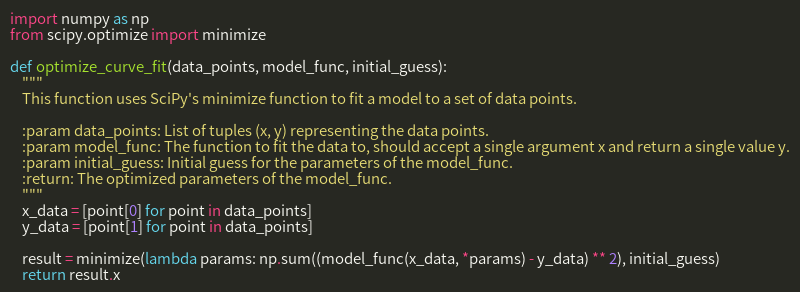 import numpy as np
from scipy.optimize import minimize

def optimize_curve_fit(data_points, model_func, initial_guess):
    """
    This function uses SciPy's minimize function to fit a model to a set of data points.

    :param data_points: List of tuples (x, y) representing the data points.
    :param model_func: The function to fit the data to, should accept a single argument x and return a single value y.
    :param initial_guess: Initial guess for the parameters of the model_func.
    :return: The optimized parameters of the model_func.
    """
    x_data = [point[0] for point in data_points]
    y_data = [point[1] for point in data_points]

    result = minimize(lambda params: np.sum((model_func(x_data, *params) - y_data) ** 2), initial_guess)
    return result.x